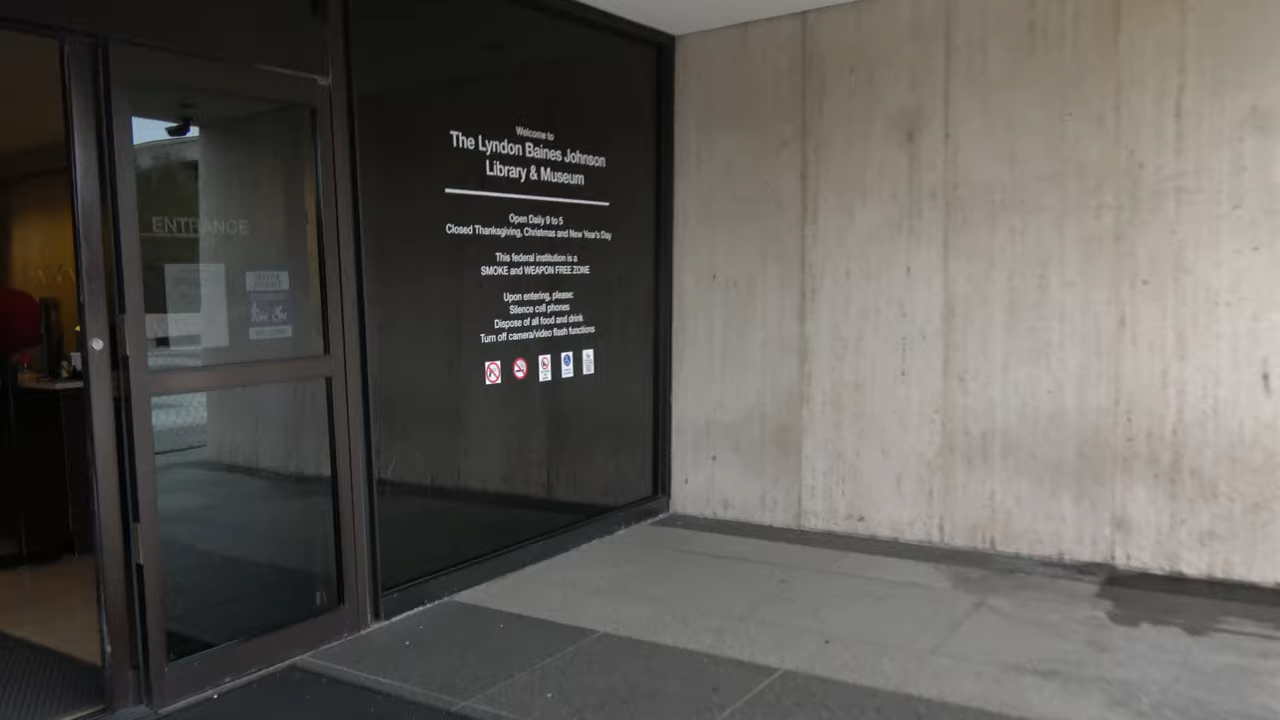 Welcome to
The Lyndon Baines Johnson
Library & Museum
Open Daily 9 to 5
Closed Thanksgiving, Christmas and New Year's Day
This federal institution is a
SMOKE and WEAPON FREE ZONE
Upon entering, please:
Silence cell phones
Dispose of all food and drink
Turn off camera/video flash functions
ENTRANCE